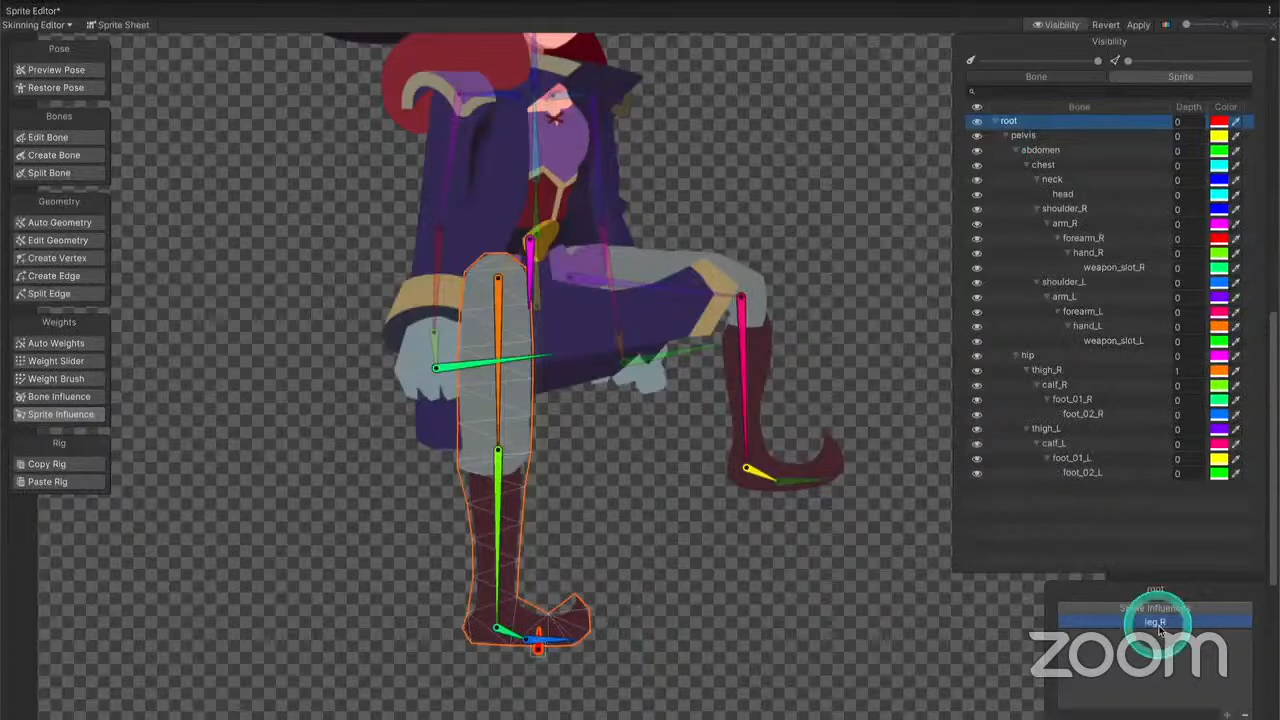 Sprite Editor*
Skinning Editor Sprite Sheet Visibility Revert Apply
Pose
Preview Pose
Restore Pose
Bones
Edit Bone
Create Bone
Split Bone
Geometry
Auto Geometry
Edit Geometry
Create Vertex
Create Edge
Split Edge
Weights
Auto Weights
Weight Slider
Weight Brush
Bone Influence
Sprite Influence
Rig
Copy Rig
Paste Rig
Visibility
Bone Sprite
Bone Depth Color
root 0
pelvis 0
abdomen 0
chest 0
neck 0
head 0
shoulder_R 0
arm_R 0
forearm_R 0
hand_R 0
weapon_slot_R 0
shoulder_L 0
arm_L 0
forearm_L 0
hand_L 0
weapon_slot_L 0
hip 0
thigh_R 1
calf_R 0
foot_01_R 0
foot_02_R 0
thigh_L 0
calf_L 0
foot_01_L 0
foot_02_L 0
root
Sprite Influences
leg_R
zoom